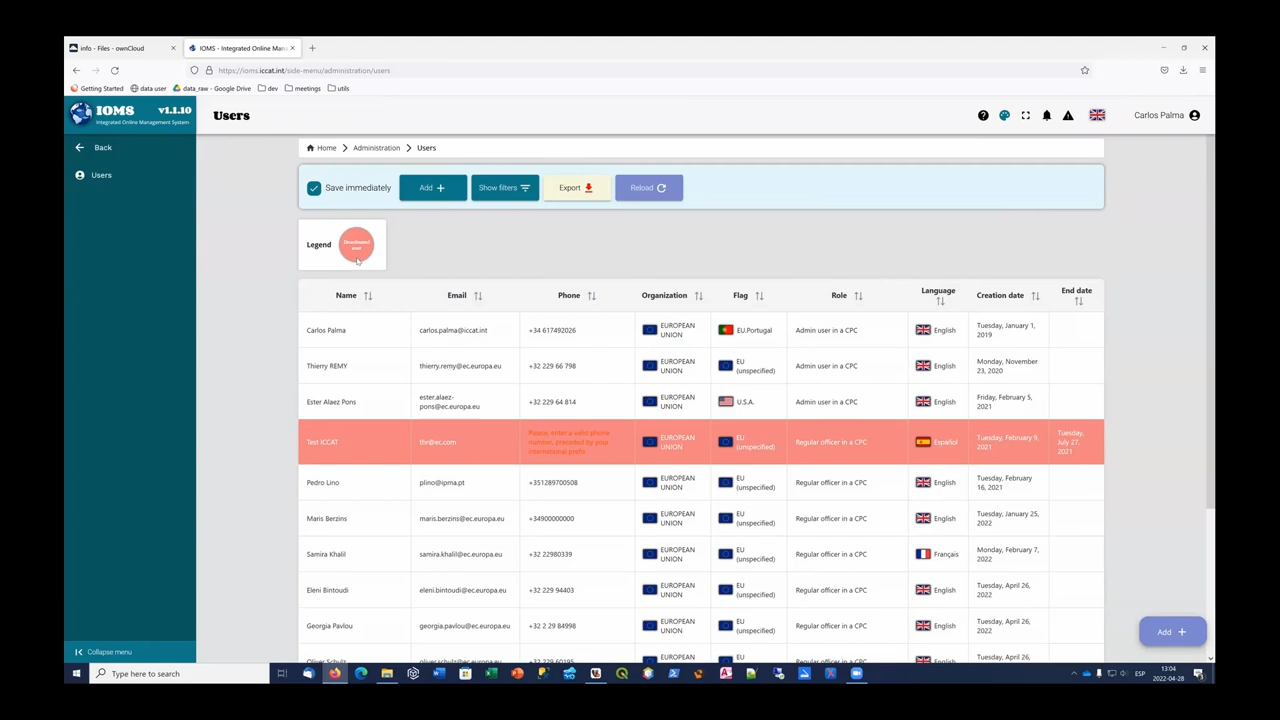 info - Files - ownCloud
IOMS - Integrated Online Mana
https://ioms.iccat.int/side-menu/administration/users
Getting Started
data user
data_raw - Google Drive
dev
meetings
utils
IOMS v1.1.10
Integrated Online Management System
Users
Carlos Palma
Back
Users
Home
Administration
Users
Save immediately
Add +
Show filters
Export
Reload
Legend
Deactivated
user
Name
Email
Phone
Organization
Flag
Role
Language
Creation date
End date
Carlos Palma
carlos.palma@iccat.int
+34 617492026
EUROPEAN
UNION
EU.Portugal
Admin user in a CPC
English
Tuesday, January 1,
2019
Thierry REMY
thierry.remy@ec.europa.eu
+32 229 66 798
EUROPEAN
UNION
EU
(unspecified)
Admin user in a CPC
English
Monday, November
23, 2020
Ester Alaez Pons
ester.alaez-
pons@ec.europa.eu
+32 229 64 814
EUROPEAN
UNION
U.S.A.
Admin user in a CPC
English
Friday, February 5,
2021
Test ICCAT
thr@ec.com
Please, enter a valid phone
number, preceded by your
international prefix
EUROPEAN
UNION
EU
(unspecified)
Regular officer in a CPC
Español
Tuesday, February 9,
2021
Tuesday,
July 27,
2021
Pedro Lino
plino@ipma.pt
+351289700508
EUROPEAN
UNION
EU
(unspecified)
Regular officer in a CPC
English
Tuesday, February
16, 2021
Maris Berzins
maris.berzins@ec.europa.eu
+34900000000
EUROPEAN
UNION
EU
(unspecified)
Regular officer in a CPC
English
Tuesday, January 25,
2022
Samira Khalil
samira.khalil@ec.europa.eu
+32 22980339
EUROPEAN
UNION
EU
(unspecified)
Regular officer in a CPC
Français
Monday, February 7,
2022
Eleni Bintoudi
eleni.bintoudi@ec.europa.eu
+32 229 94403
EUROPEAN
UNION
EU
(unspecified)
Regular officer in a CPC
English
Tuesday, April 26,
2022
Georgia Pavlou
georgia.pavlou@ec.europa.eu
+32 2 29 84998
EUROPEAN
UNION
EU
(unspecified)
Regular officer in a CPC
English
Tuesday, April 26,
2022
Oliver Schulz
+32 229 60195
EUROPEAN
EU
Tuesday, April 26,
Add +
Collapse menu
Type here to search
ESP
13:04
2022-04-28